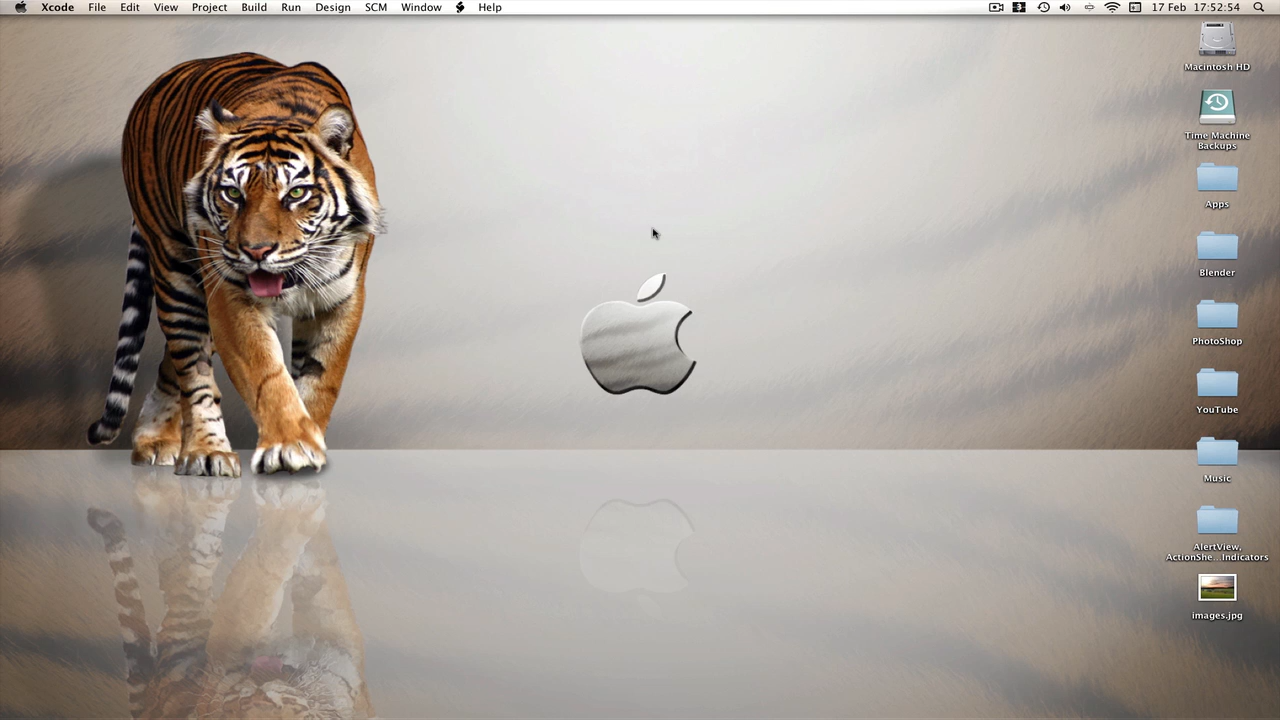 Xcode File Edit View Project Build Run Design SCM Window Help 17 Feb 17:52:54
Macintosh HD
Time Machine
Backups
Apps
Blender
PhotoShop
YouTube
Music
AlertView,
ActionShe... Indicators
images.jpg